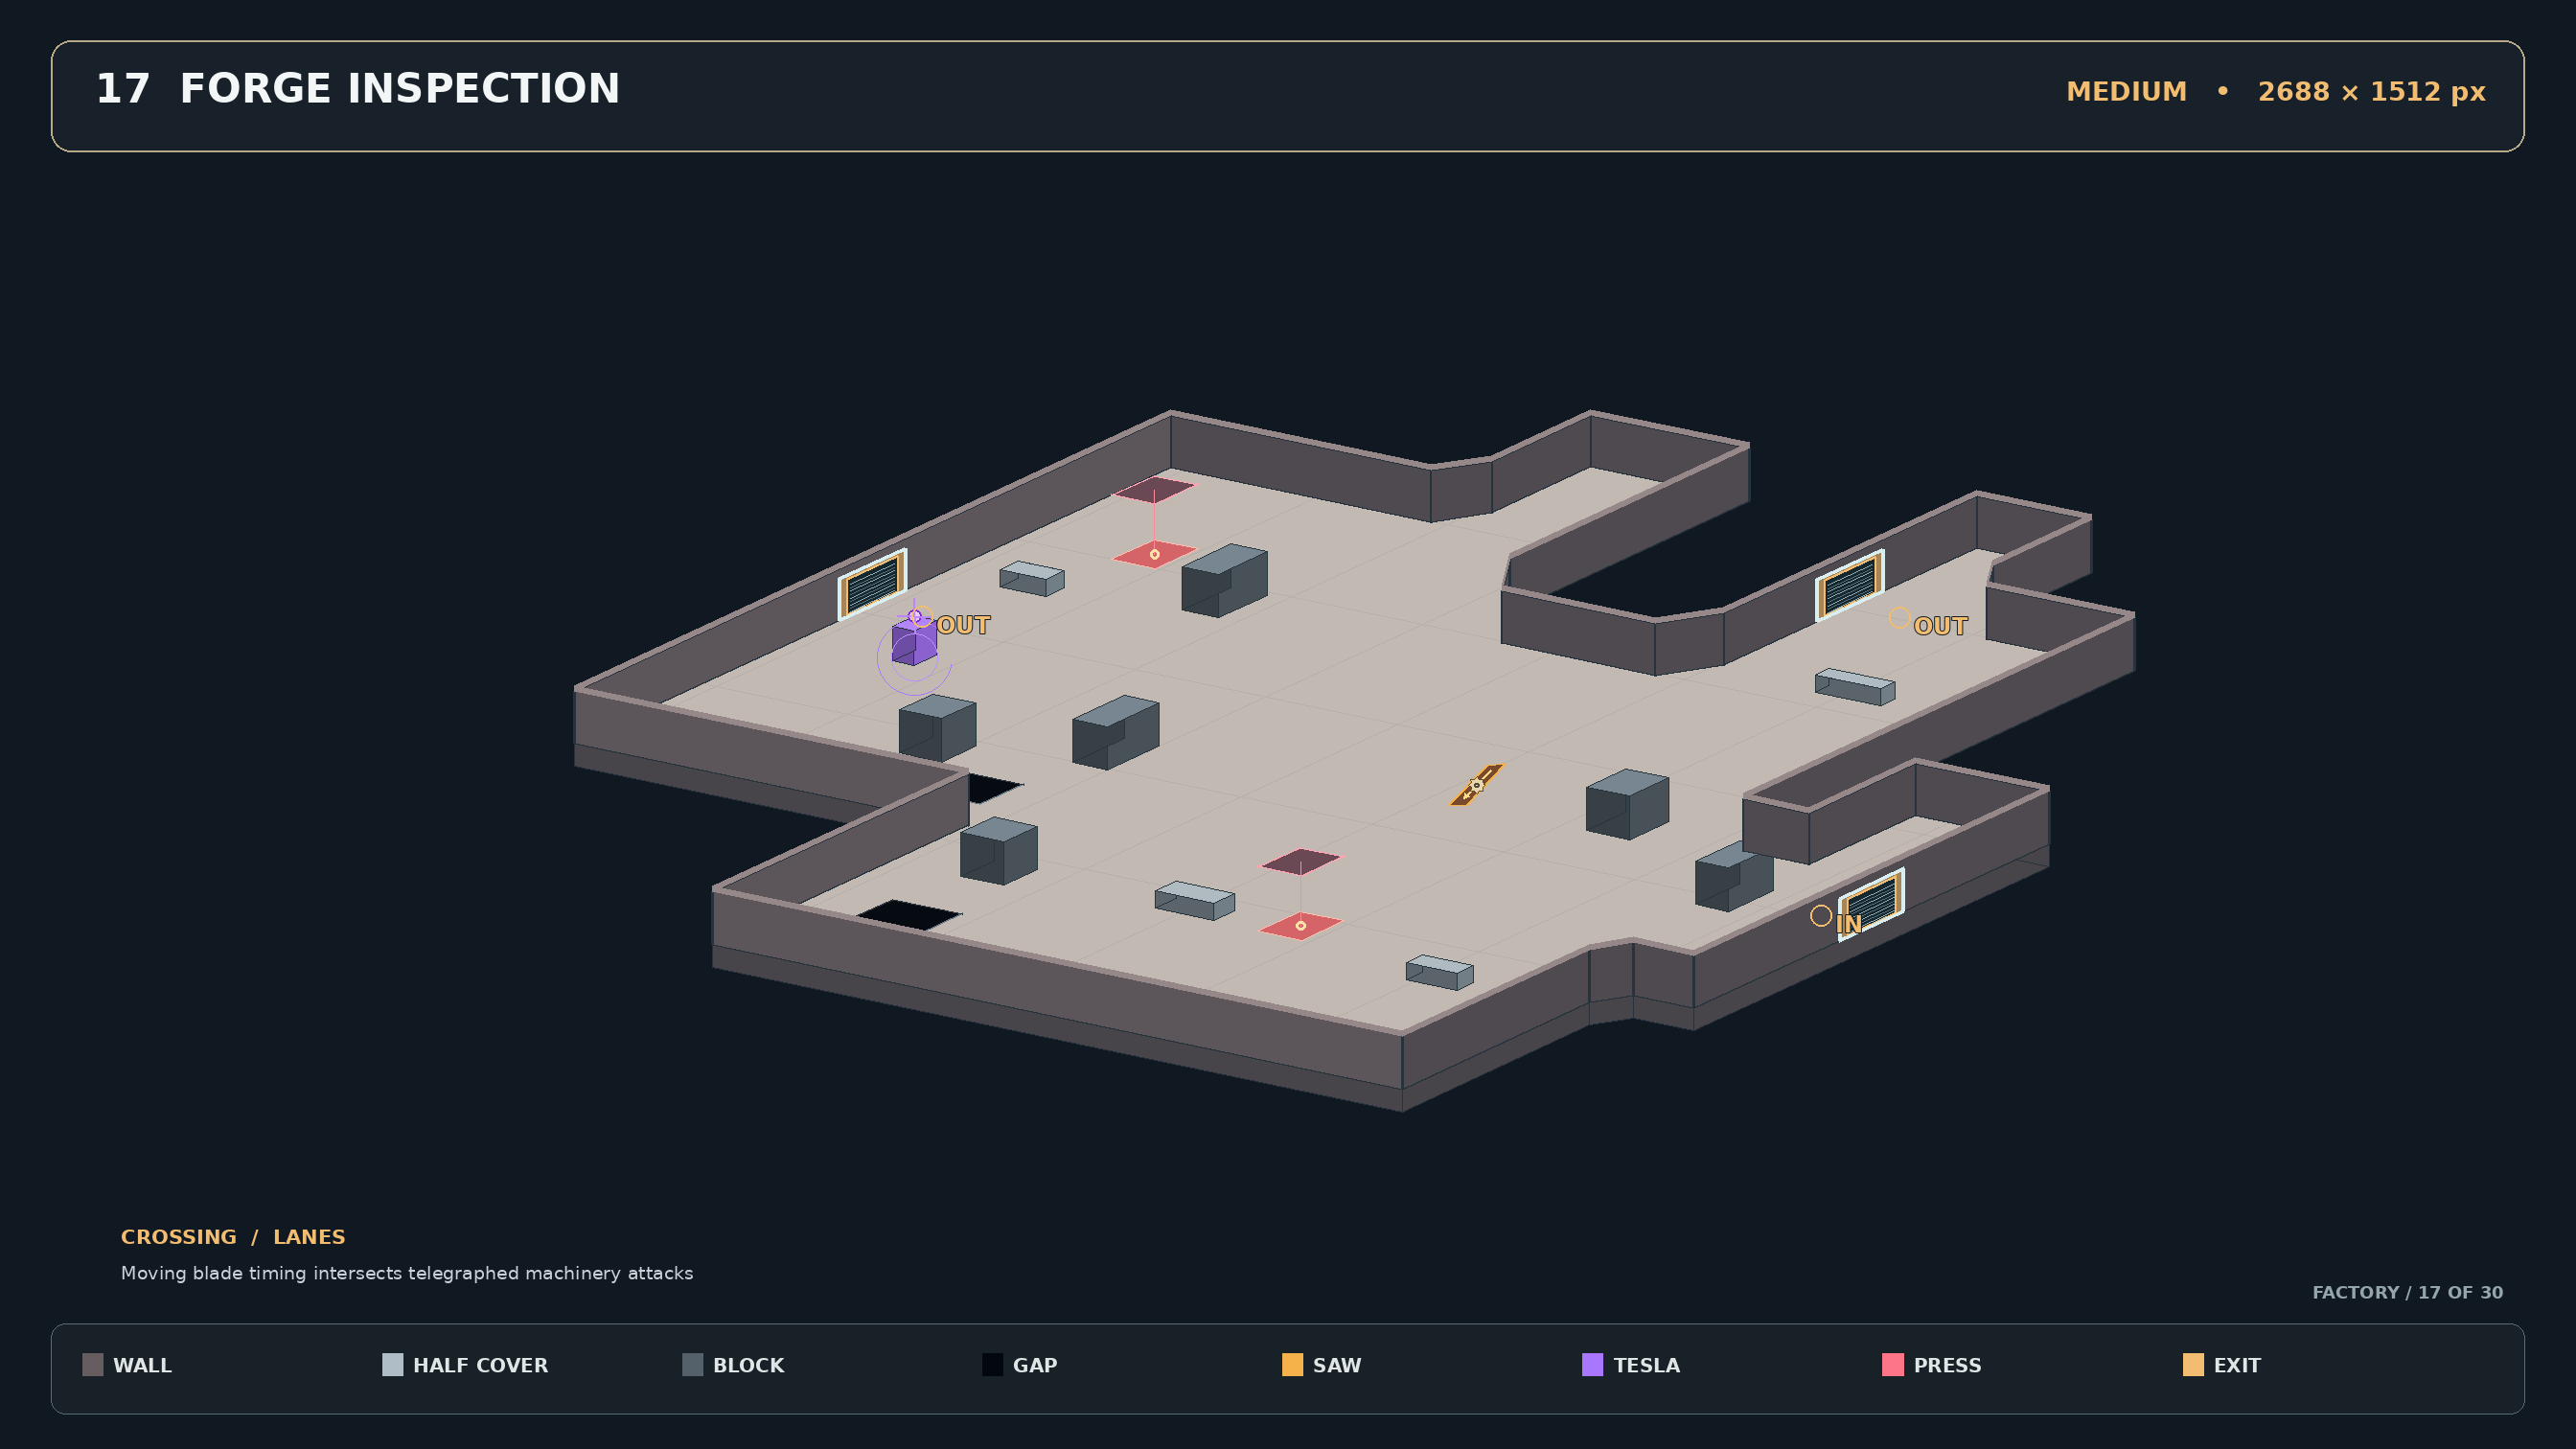 17 FORGE INSPECTION
MEDIUM • 2688 × 1512 px
OUT
OUT
IN
CROSSING / LANES
Moving blade timing intersects telegraphed machinery attacks
FACTORY / 17 OF 30
WALL
HALF COVER
BLOCK
GAP
SAW
TESLA
PRESS
EXIT